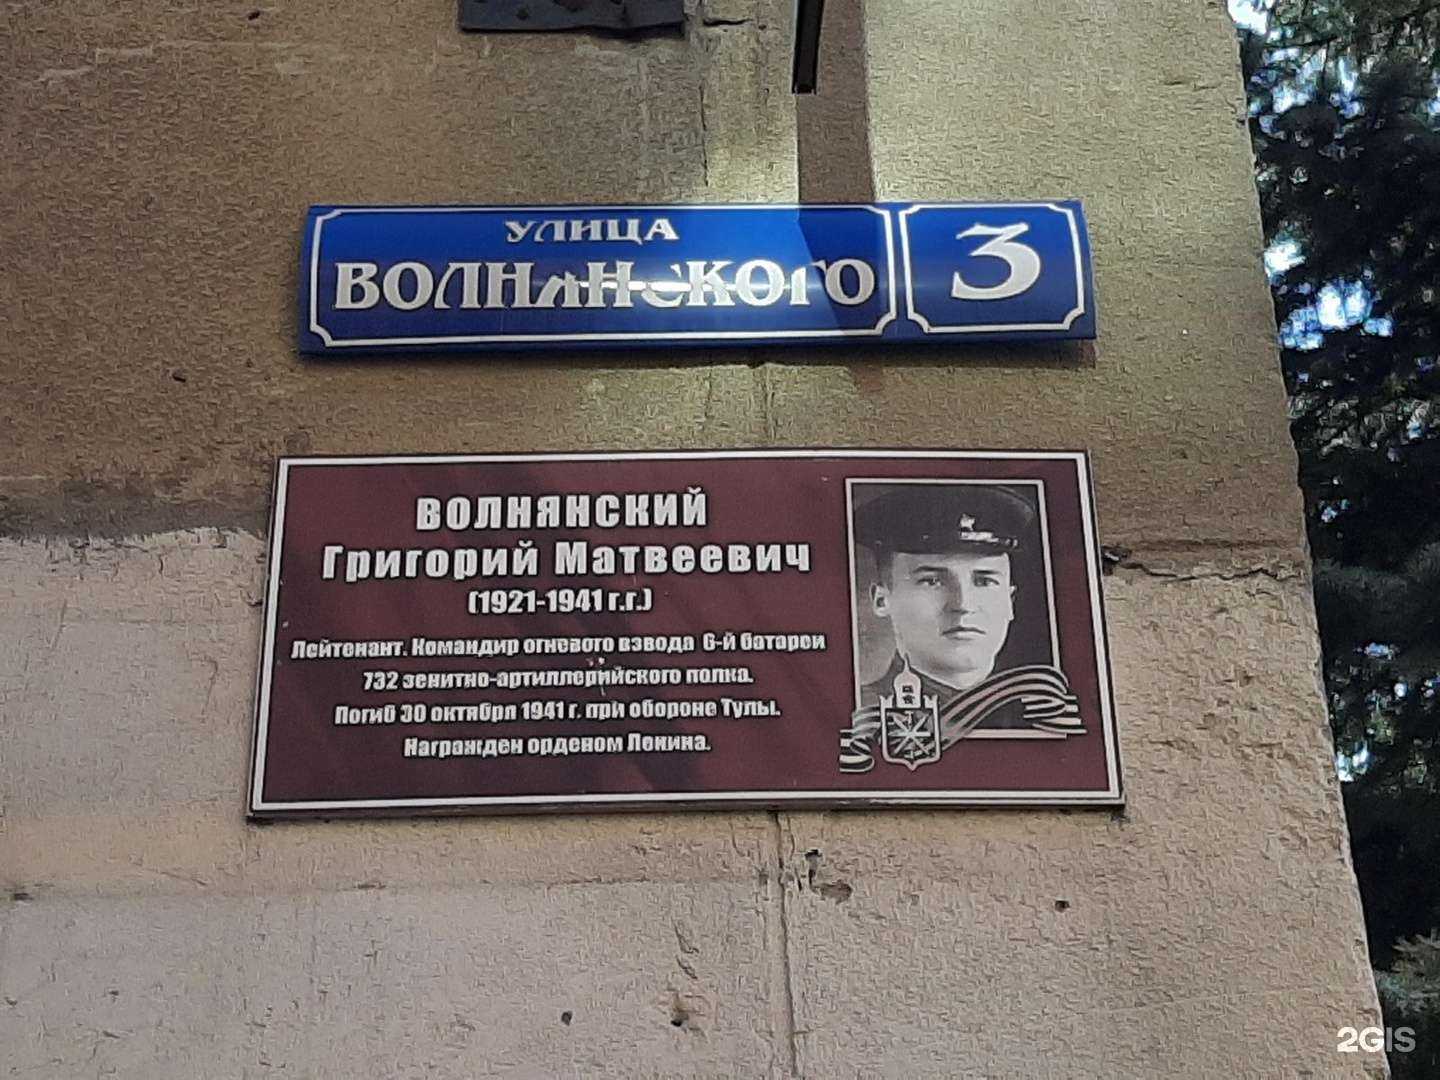 УЛИЦА
ВОЛНЯНСКОГО
3
ВОЛНЯНСКИЙ
Григорий Матвеевич
(1921-1941 г.г.)
Лейтенант. Командир огневого взвода 6-й батареи
732 зенитно-артиллерийского полка.
Погиб 30 октября 1941 г. при обороне Тулы.
Награжден орденом Ленина.
2GIS